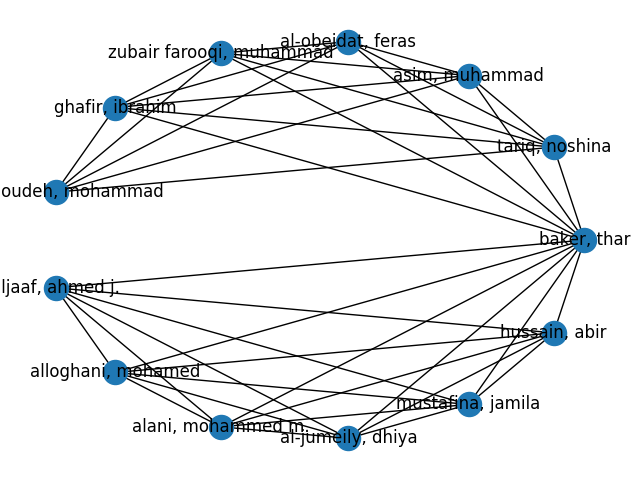 al-obeidat, feras
zubair farooqi, muhammad
asim, muhammad
ghafir, ibrahim
tariq, noshina
oudeh, mohammad
baker, thar
ljaaf, ahmed j.
hussain, abir
alloghani, mohamed
mustafina, jamila
alani, mohammed m.
al-jumeily, dhiya